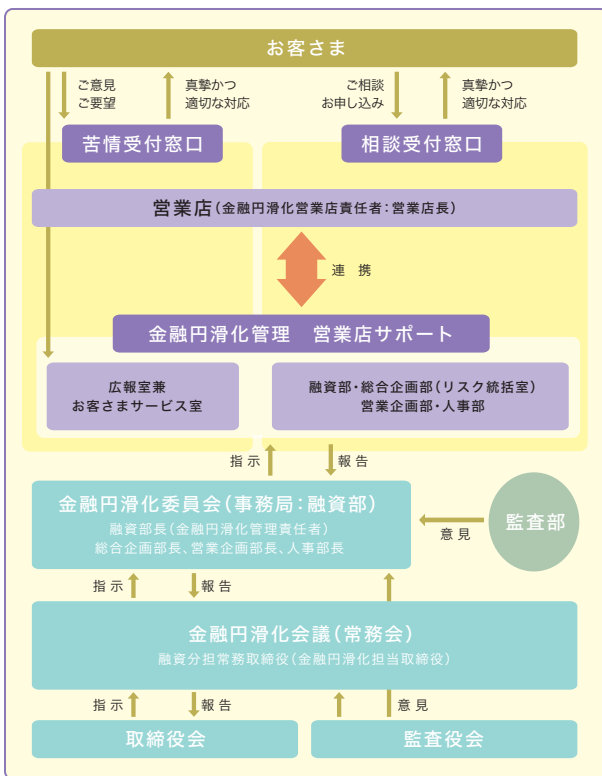 お客さま
ご意見
ご要望
真摯かつ
適切な対応
ご相談
お申し込み
真摯かつ
適切な対応
苦情受付窓口
相談受付窓口
営業店(金融円滑化営業店責任者:営業店長)
連携
金融円滑化管理 営業店サポート
広報室兼
お客さまサービス室
融資部・総合企画部(リスク統括室)
営業企画部・人事部
指示
報告
金融円滑化委員会(事務局:融資部)
融資部長(金融円滑化管理責任者)
総合企画部長、営業企画部長、人事部長
意見
監査部
指示
報告
金融円滑化会議(常務会)
融資分担常務取締役(金融円滑化担当取締役)
指示
報告
意見
取締役会
監査役会